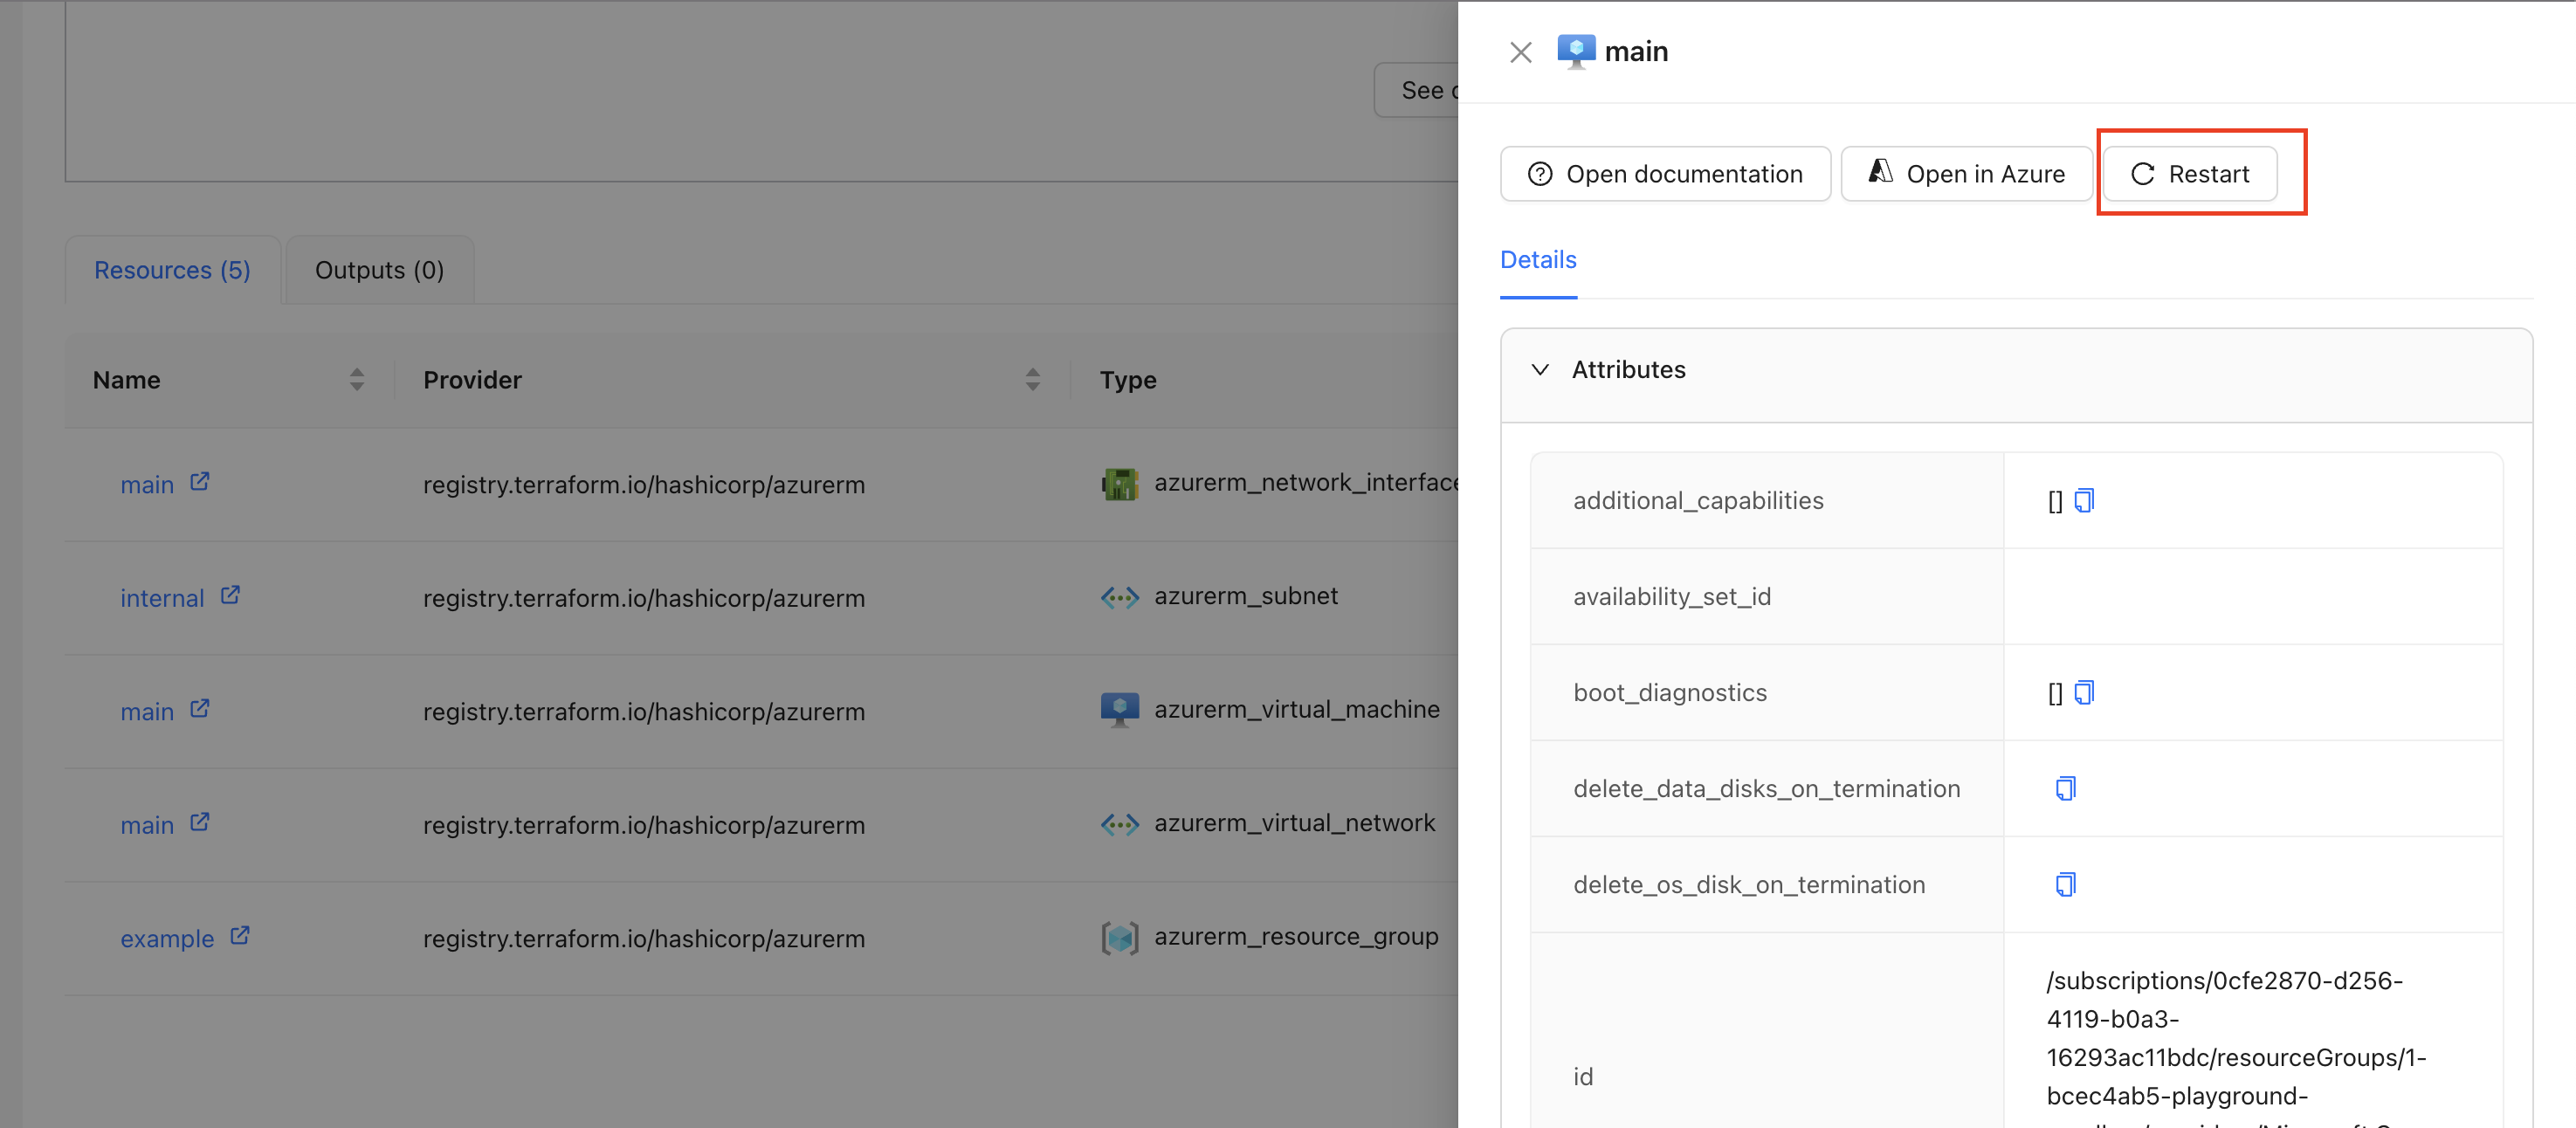 See
Resources (5)
Outputs (0)
Name
Provider
Type
main
registry.terraform.io/hashicorp/azurerm
azurerm_network_interface
internal
registry.terraform.io/hashicorp/azurerm
azurerm_subnet
main
registry.terraform.io/hashicorp/azurerm
azurerm_virtual_machine
main
registry.terraform.io/hashicorp/azurerm
azurerm_virtual_network
example
registry.terraform.io/hashicorp/azurerm
azurerm_resource_group
main
Open documentation
Open in Azure
Restart
Details
Attributes
additional_capabilities
[]
availability_set_id
boot_diagnostics
[]
delete_data_disks_on_termination
delete_os_disk_on_termination
id
/subscriptions/0cfe2870-d256-
4119-b0a3-
16293ac11bdc/resourceGroups/1-
bcec4ab5-playground-